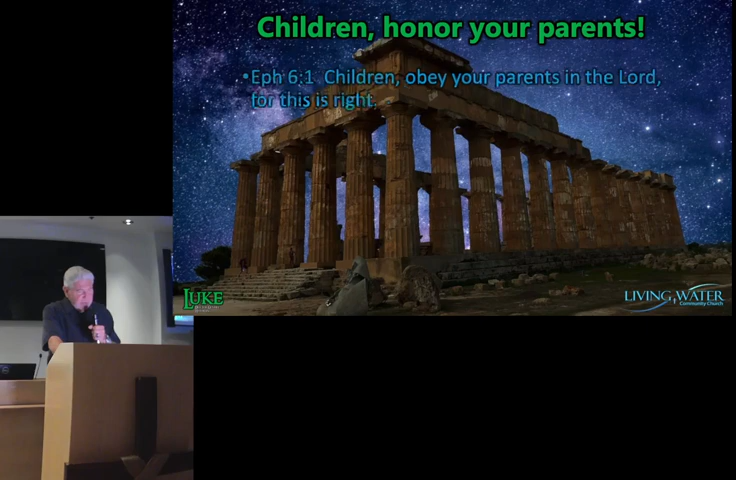 Children, honor your parents!
•Eph 6:1 Children, obey your parents in the Lord,
for this is right.
LUKE
LIVING WATER
Community Church